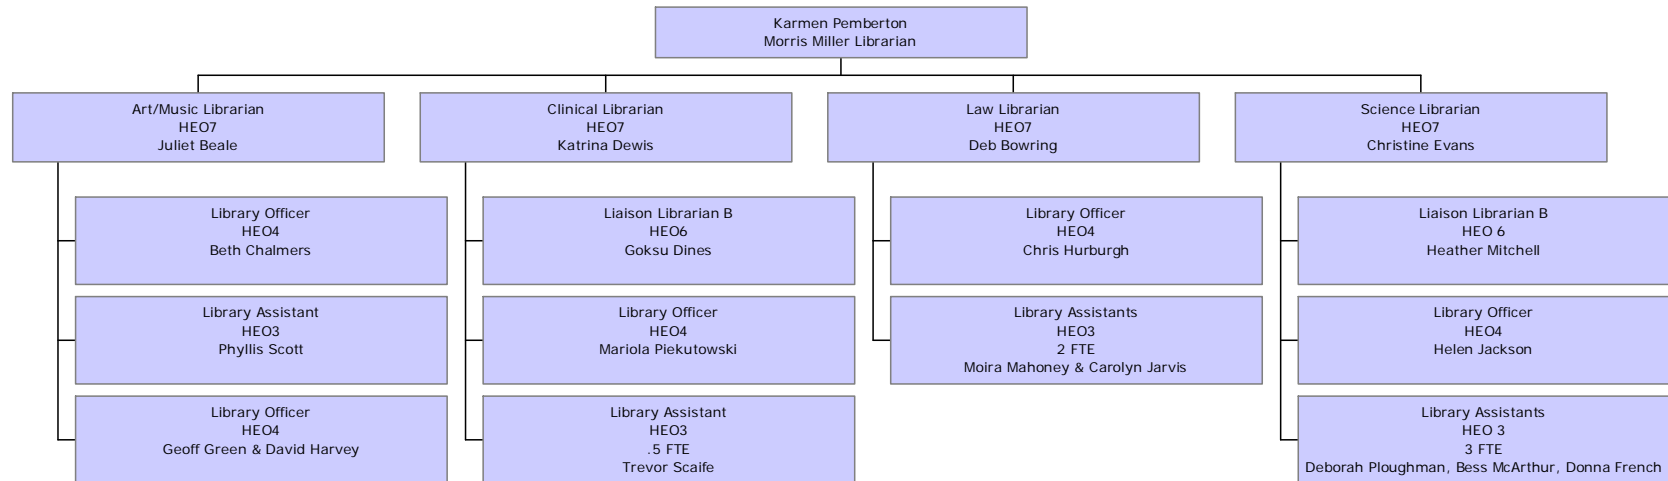 Karmen Pemberton
Morris Miller Librarian
Art/Music Librarian
HEO7
Juliet Beale
Clinical Librarian
HEO7
Katrina Dewis
Law Librarian
HEO7
Deb Bowring
Science Librarian
HEO7
Christine Evans
Library Officer
HEO4
Beth Chalmers
Liaison Librarian B
HEO6
Goksu Dines
Library Officer
HEO4
Chris Hurburgh
Liaison Librarian B
HEO 6
Heather Mitchell
Library Assistant
HEO3
Phyllis Scott
Library Officer
HEO4
Mariola Piekutowski
Library Assistants
HEO3
2 FTE
Moira Mahoney & Carolyn Jarvis
Library Officer
HEO4
Helen Jackson
Library Officer
HEO4
Geoff Green & David Harvey
Library Assistant
HEO3
.5 FTE
Trevor Scaife
Library Assistants
HEO 3
3 FTE
Deborah Ploughman, Bess McArthur, Donna French